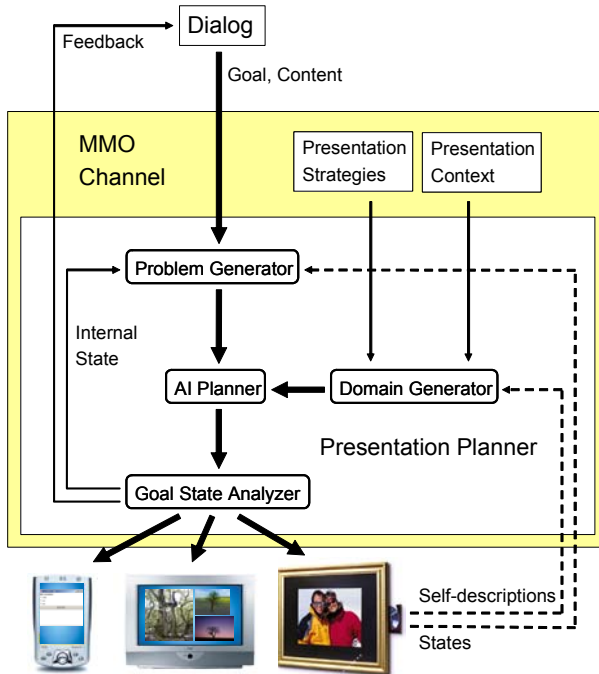 Dialog
Feedback
Goal, Content
MMO
Channel
Presentation
Strategies
Presentation
Context
Problem Generator
Internal
State
AI Planner
Domain Generator
Presentation Planner
Goal State Analyzer
Self-descriptions
States